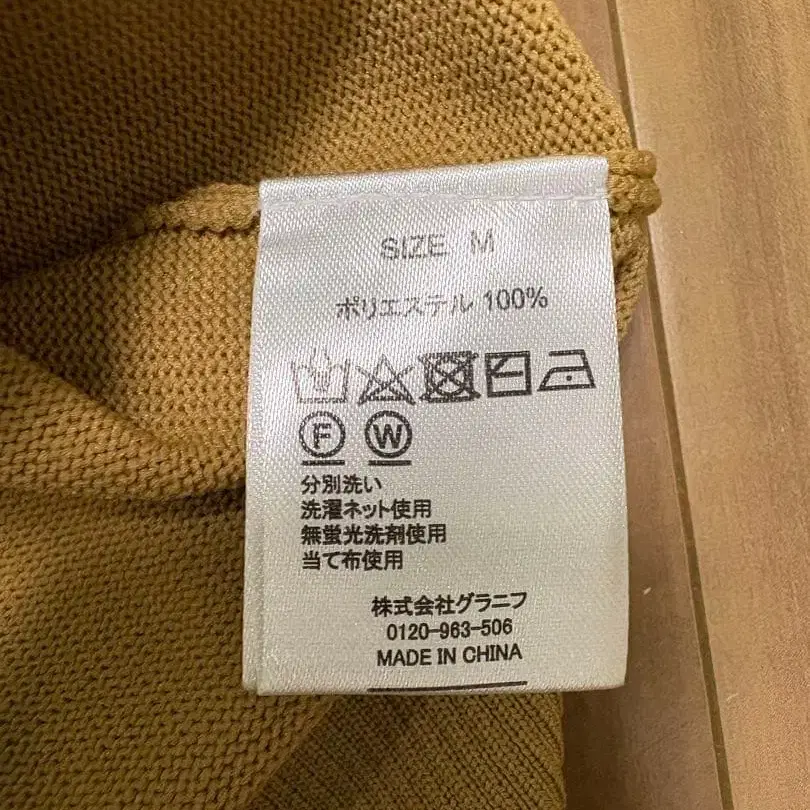 SIZE M
ポリエステル 100%
F W
分別洗い
洗濯ネット使用
無蛍光洗剤使用
当て布使用
株式会社グラニフ
0120-963-506
MADE IN CHINA